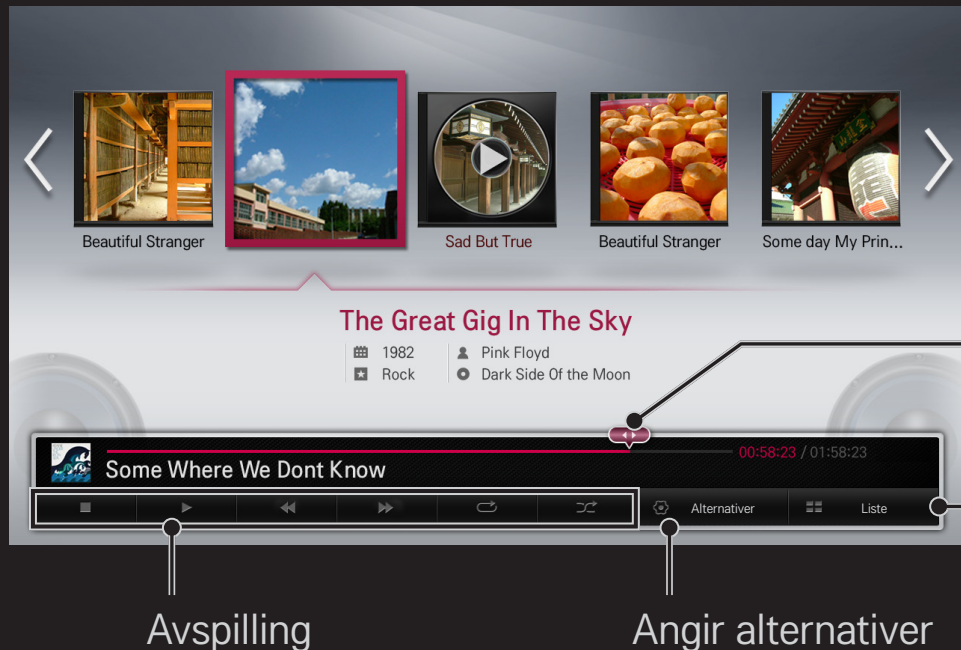 Beautiful Stranger
Sad But True
Beautiful Stranger
Some day My Prin...
The Great Gig In The Sky
1982
Pink Floyd
Rock
Dark Side Of the Moon
00:58:23 / 01:58:23
Some Where We Dont Know
Alternativer
Liste
Avspilling
Angir alternativer